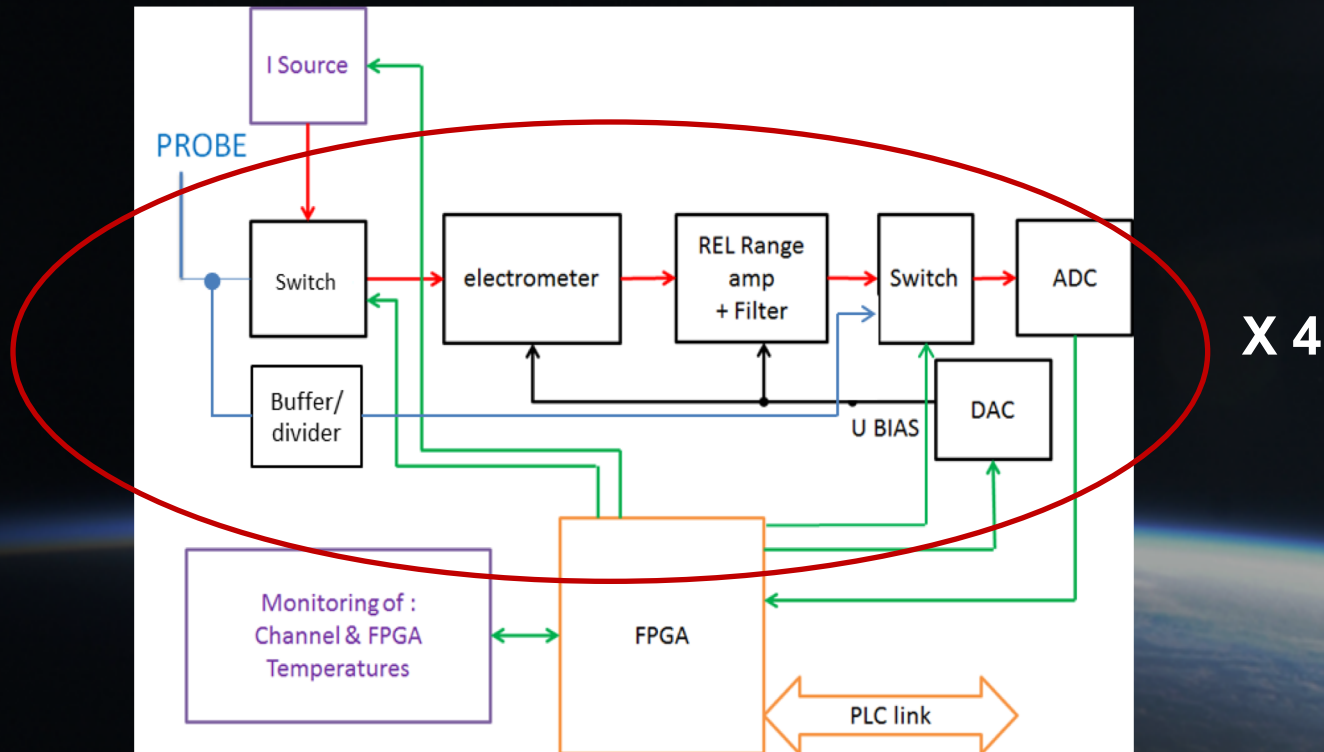 I Source
PROBE
Switch
electrometer
REL Range
amp
+ Filter
Switch
ADC
X 4
Buffer/
divider
U BIAS
DAC
Monitoring of :
Channel & FPGA
Temperatures
FPGA
PLC link